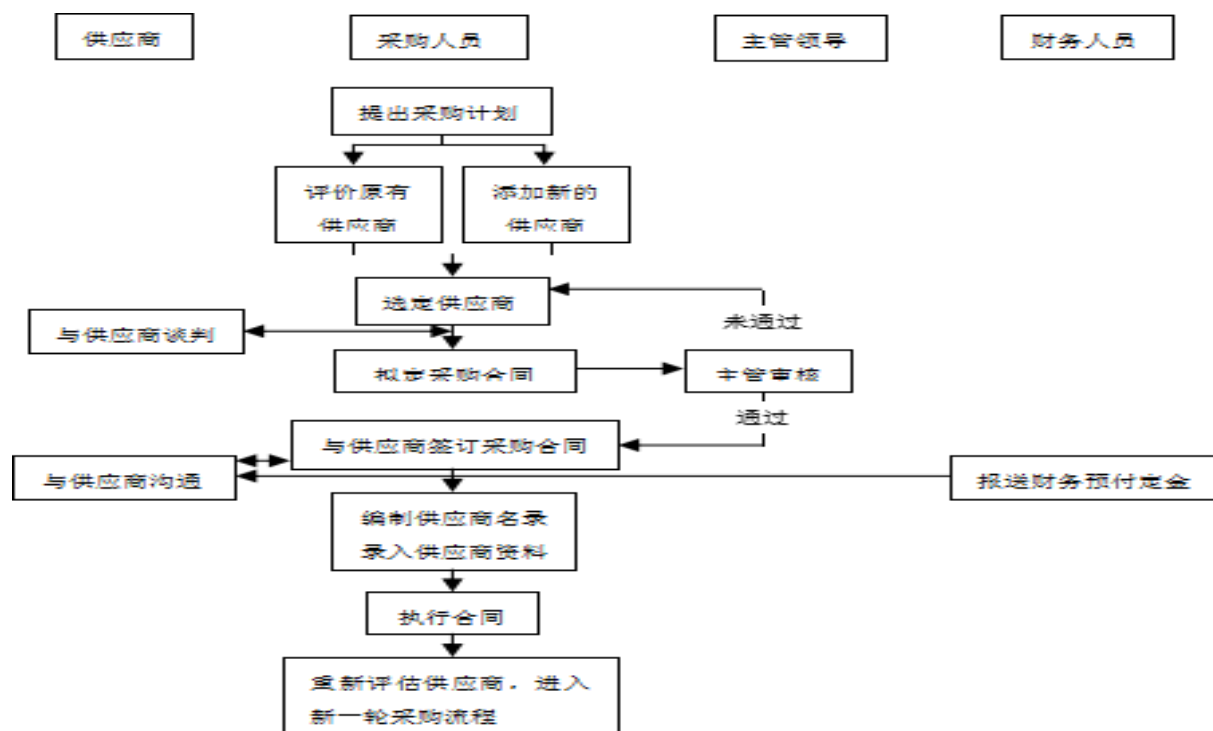 供应商
采购人员
主管领导
财务人员
提出采购计划
评价原有
供应商
添加新的
供应商
选定供应商
未通过
与供应商谈判
拟定采购合同
主管审核
通过
与供应商签订采购合同
与供应商沟通
报送财务预付定金
编制供应商名录
录入供应商资料
执行合同
重新评估供应商，进入
新一轮采购流程